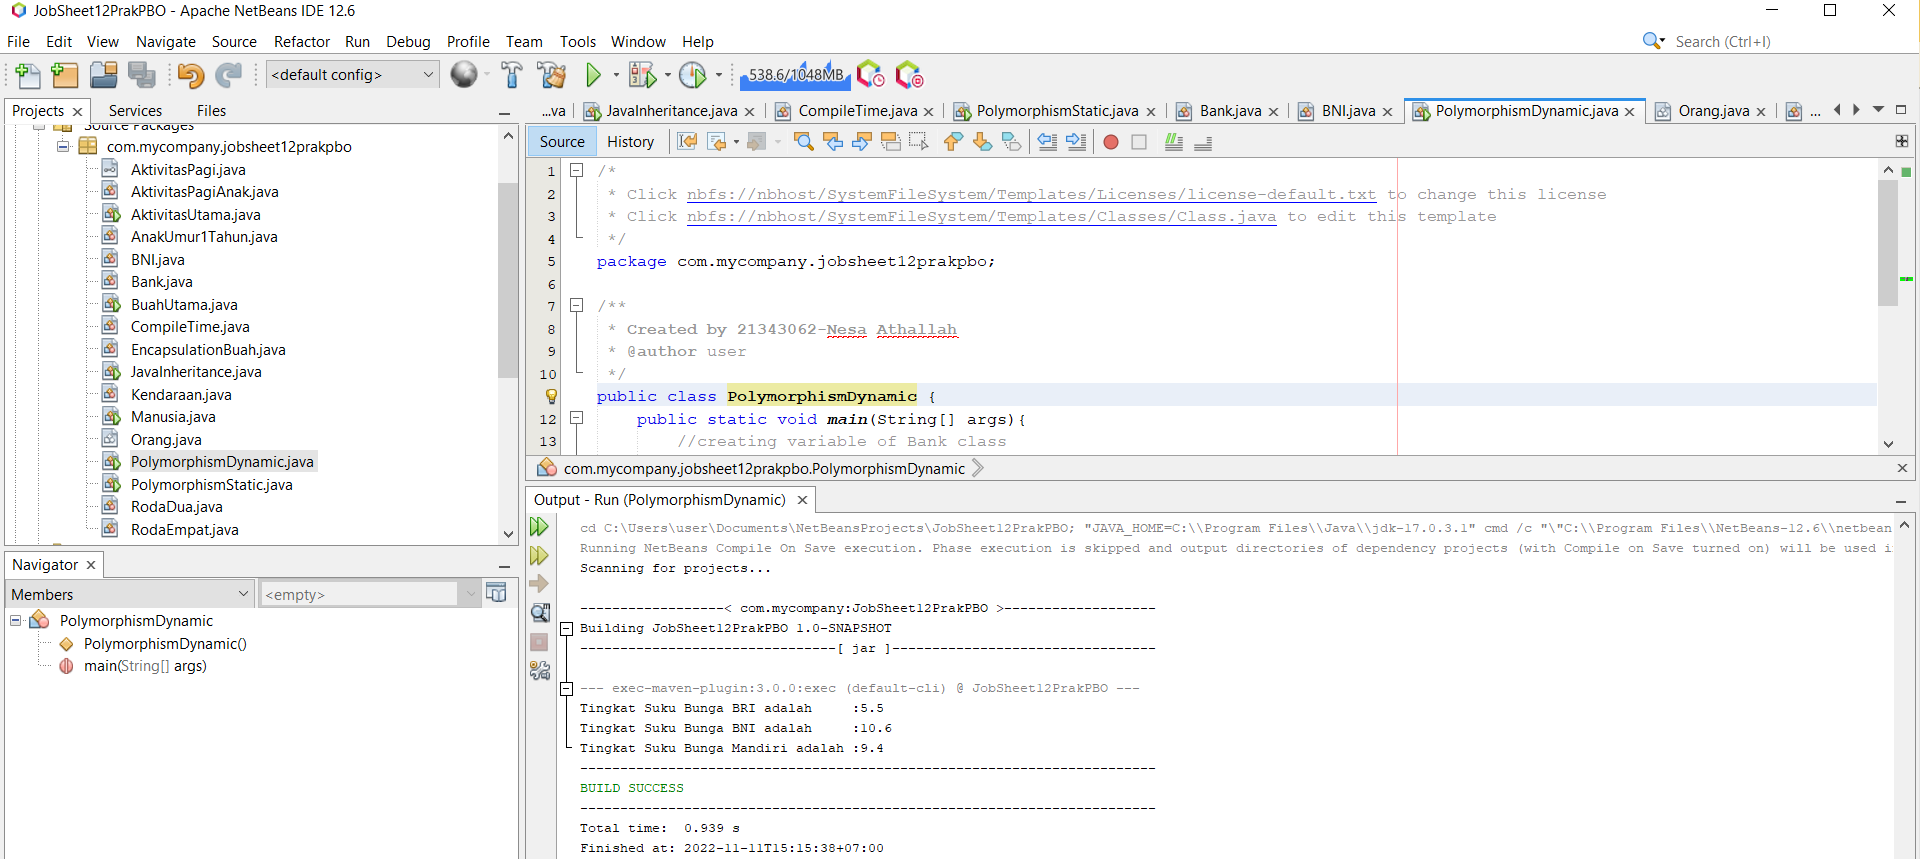 JobSheet12PrakPBO - Apache NetBeans IDE 12.6
File Edit View Navigate Source Refactor Run Debug Profile Team Tools Window Help
Search (Ctrl+I)
<default config>
538.6/1048MB
Projects Services Files
...va JavaInheritance.java CompileTime.java PolymorphismStatic.java Bank.java BNI.java PolymorphismDynamic.java Orang.java ...
Source Packages
com.mycompany.jobsheet12prakpbo
AktivitasPagi.java
AktivitasPagiAnak.java
AktivitasUtama.java
AnakUmur1Tahun.java
BNI.java
Bank.java
BuahUtama.java
CompileTime.java
EncapsulationBuah.java
JavaInheritance.java
Kendaraan.java
Manusia.java
Orang.java
PolymorphismDynamic.java
PolymorphismStatic.java
RodaDua.java
RodaEmpat.java
Navigator
Members
<empty>
PolymorphismDynamic
PolymorphismDynamic()
main(String[] args)
Source History
1 /*
2 * Click nbfs://nbhost/SystemFileSystem/Templates/Licenses/license-default.txt to change this license
3 * Click nbfs://nbhost/SystemFileSystem/Templates/Classes/Class.java to edit this template
4 */
5 package com.mycompany.jobsheet12prakpbo;
6
7 /**
8 * Created by 21343062-Nesa Athallah
9 * @author user
10 */
public class PolymorphismDynamic {
12 public static void main(String[] args){
13 //creating variable of Bank class
com.mycompany.jobsheet12prakpbo.PolymorphismDynamic
Output - Run (PolymorphismDynamic)
cd C:\Users\user\Documents\NetBeansProjects\JobSheet12PrakPBO; "JAVA_HOME=C:\\Program Files\\Java\\jdk-17.0.3.1" cmd /c "\"C:\\Program Files\\NetBeans-12.6\\netbean
Running NetBeans Compile On Save execution. Phase execution is skipped and output directories of dependency projects (with Compile on Save turned on) will be used i
Scanning for projects...
------------------< com.mycompany:JobSheet12PrakPBO >-------------------
Building JobSheet12PrakPBO 1.0-SNAPSHOT
--------------------------------[ jar ]---------------------------------
--- exec-maven-plugin:3.0.0:exec (default-cli) @ JobSheet12PrakPBO ---
Tingkat Suku Bunga BRI adalah :5.5
Tingkat Suku Bunga BNI adalah :10.6
Tingkat Suku Bunga Mandiri adalah :9.4
------------------------------------------------------------------------
BUILD SUCCESS
------------------------------------------------------------------------
Total time: 0.939 s
Finished at: 2022-11-11T15:15:38+07:00